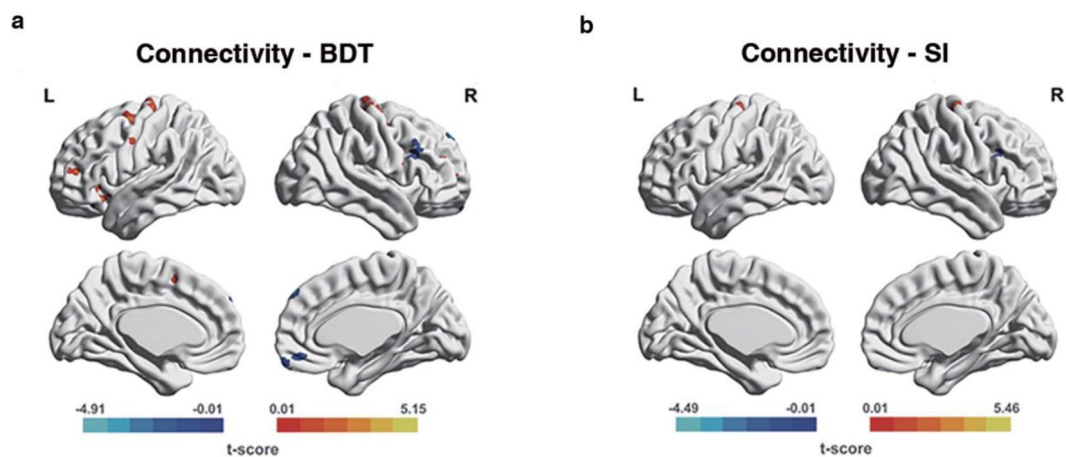 a
Connectivity - BDT
L
R
-4.91
-0.01
0.01
5.15
t-score
b
Connectivity - SI
L
R
-4.49
-0.01
0.01
5.46
t-score